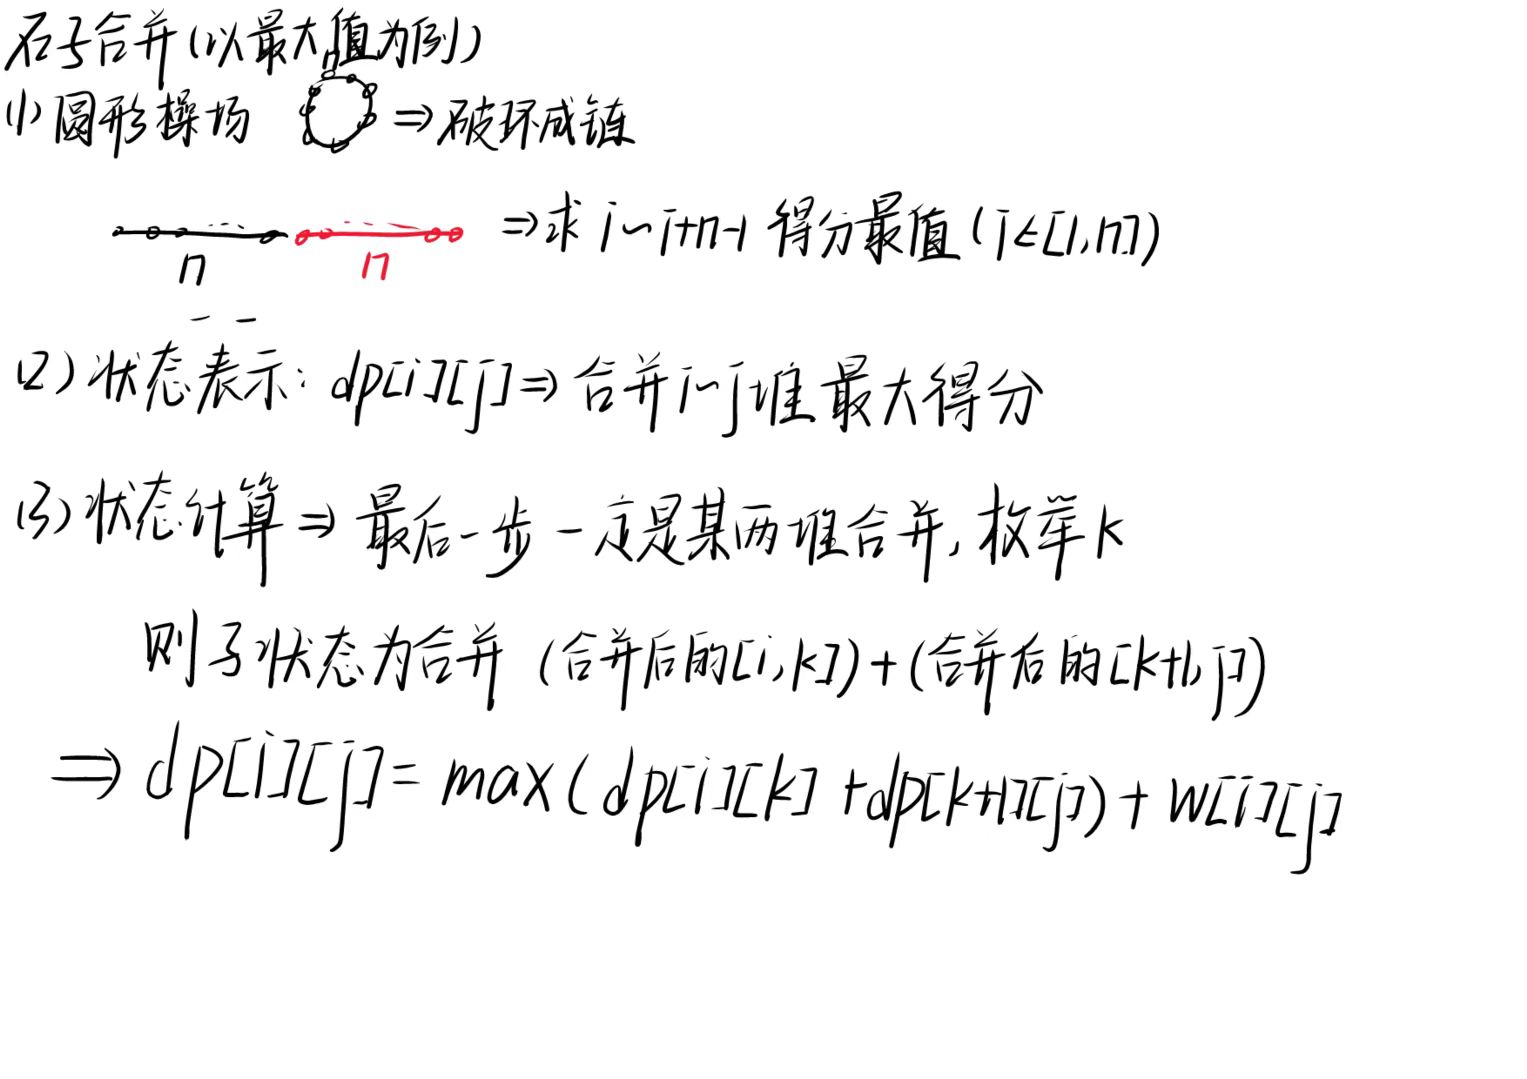 石子合并(以最大值为例)
n
(1) 圆形操场 ⇒破环成链
⇒求 i~i+n-1 得分最值 (i∈[1,n])
n n
(2) 状态表示: dp[i][j]⇒ 合并i~j堆最大得分
(3) 状态计算⇒ 最后一步一定是某两堆合并, 枚举k
则子状态为合并 (合并后的[i,k])+(合并后的[k+1,j])
⇒ dp[i][j]= max(dp[i][k] +dp[k+1][j]) + w[i][j]